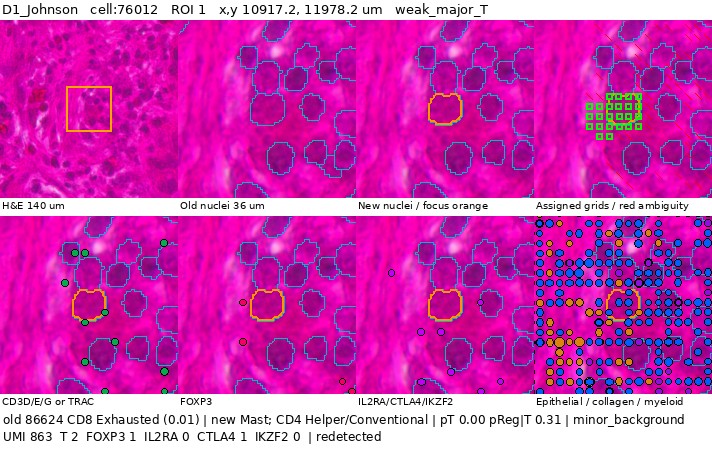 D1_Johnson   cell:76012   ROI 1   x,y 10917.2, 11978.2 um   weak_major_T
H&E 140 um
Old nuclei 36 um
New nuclei / focus orange
Assigned grids / red ambiguity
CD3D/E/G or TRAC
FOXP3
IL2RA/CTLA4/IKZF2
Epithelial / collagen / myeloid
old 86624 CD8 Exhausted (0.01) | new Mast; CD4 Helper/Conventional | pT 0.00 pReg|T 0.31 | minor_background
UMI 863  T 2  FOXP3 1  IL2RA 0  CTLA4 1  IKZF2 0  | redetected